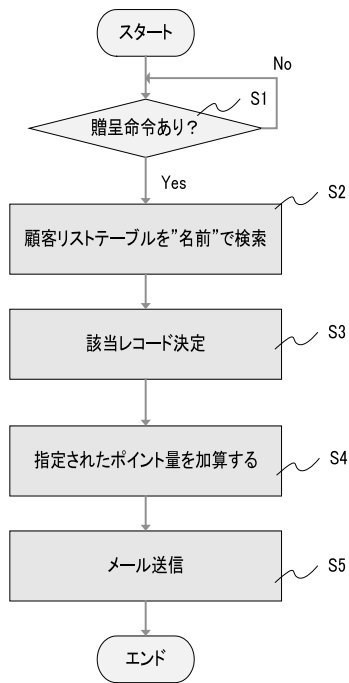 スタート
No
S1
贈呈命令あり？
Yes
S2
顧客リストテーブルを”名前”で検索
S3
該当レコード決定
S4
指定されたポイント量を加算する
S5
メール送信
エンド